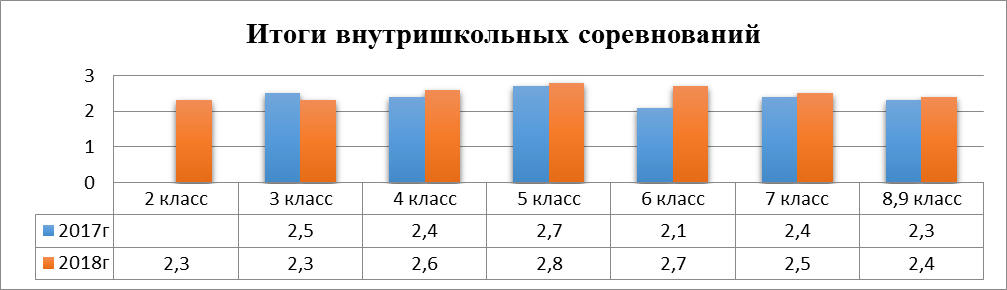 Итоги внутришкольных соревнований
3
2
1
0
2 класс 3 класс 4 класс 5 класс 6 класс 7 класс 8,9 класс
2017г 2,5 2,4 2,7 2,1 2,4 2,3
2018г 2,3 2,3 2,6 2,8 2,7 2,5 2,4